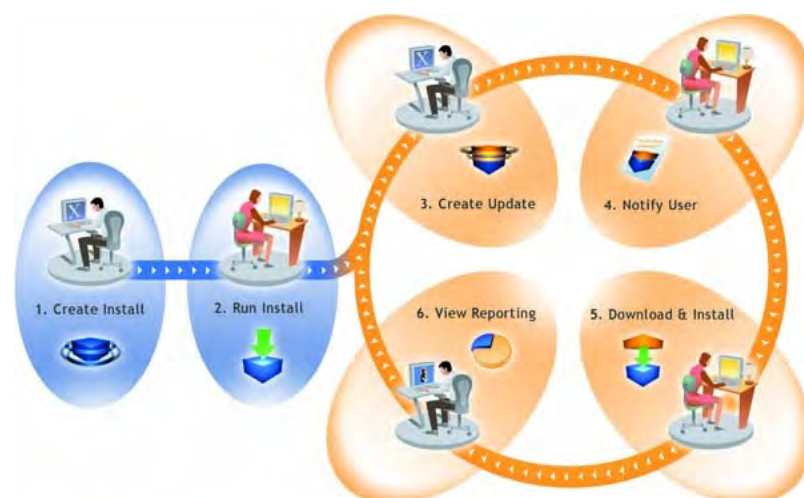 1. Create Install
2. Run Install
3. Create Update
4. Notify User
5. Download & Install
6. View Reporting